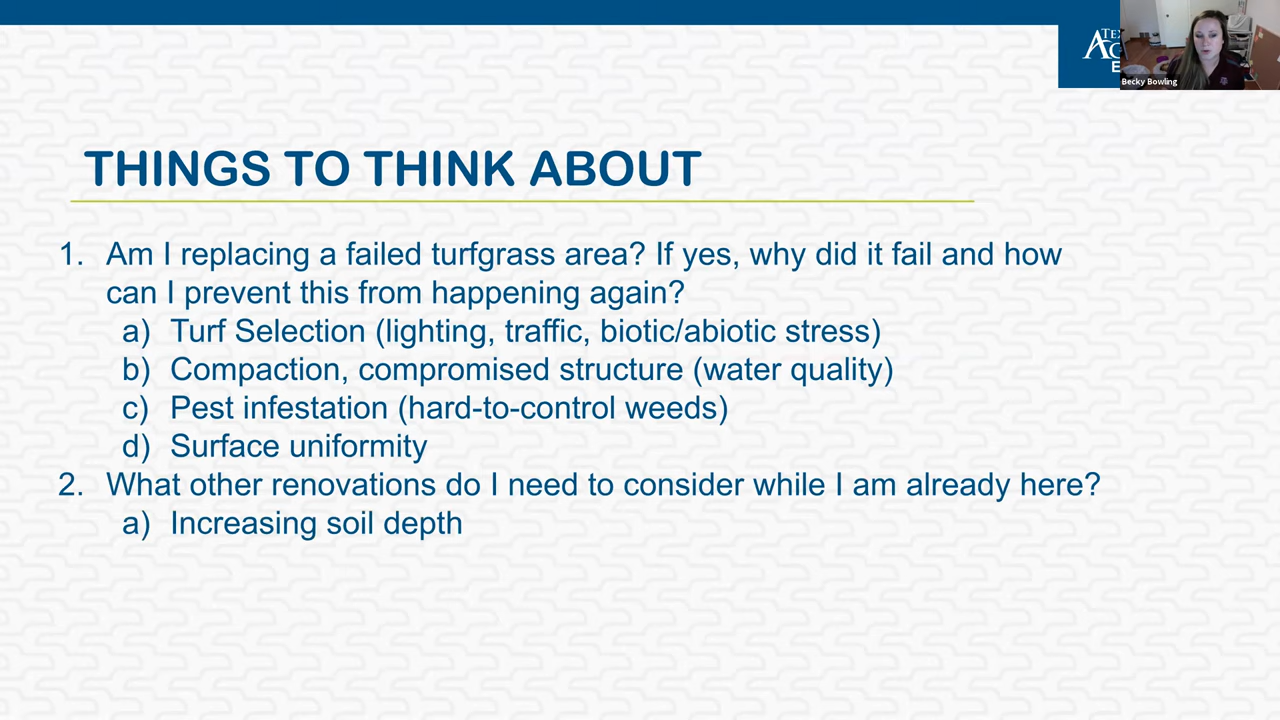 Becky Bowling
THINGS TO THINK ABOUT
1. Am I replacing a failed turfgrass area? If yes, why did it fail and how
can I prevent this from happening again?
a) Turf Selection (lighting, traffic, biotic/abiotic stress)
b) Compaction, compromised structure (water quality)
c) Pest infestation (hard-to-control weeds)
d) Surface uniformity
2. What other renovations do I need to consider while I am already here?
a) Increasing soil depth